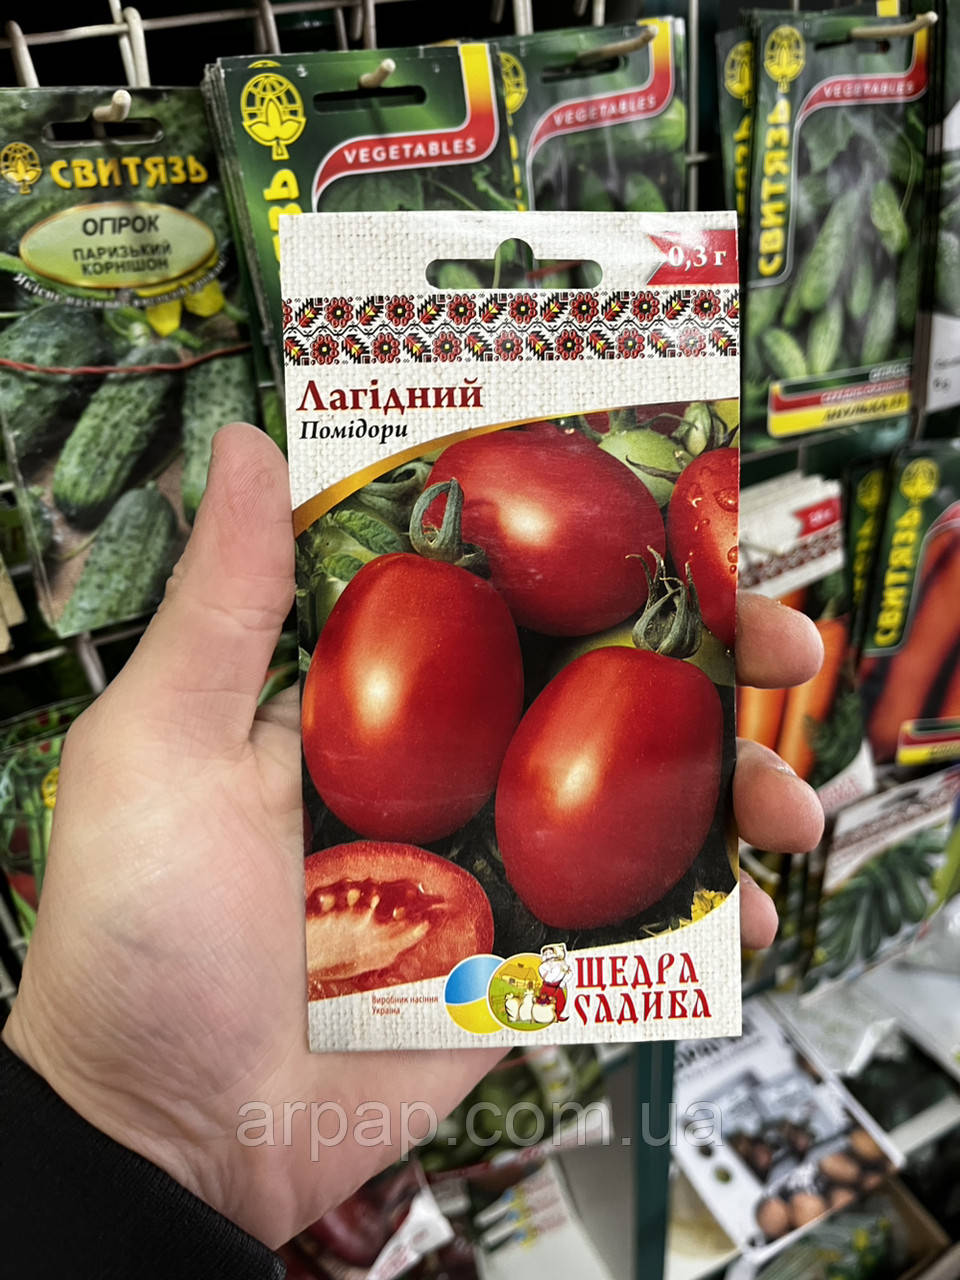 СВИТЯЗЬ
ОГІРОК
ПАРИЗЬКИЙ
КОРНІШОН
VEGETABLES
VEGETABLES
VEGETABLES
СВИТЯЗЬ
СВИТЯЗЬ
0,3 г
Лагідний
Помідори
Виробник насіння
Україна
ЩЕДРА
САДИБА
arpap.com.ua